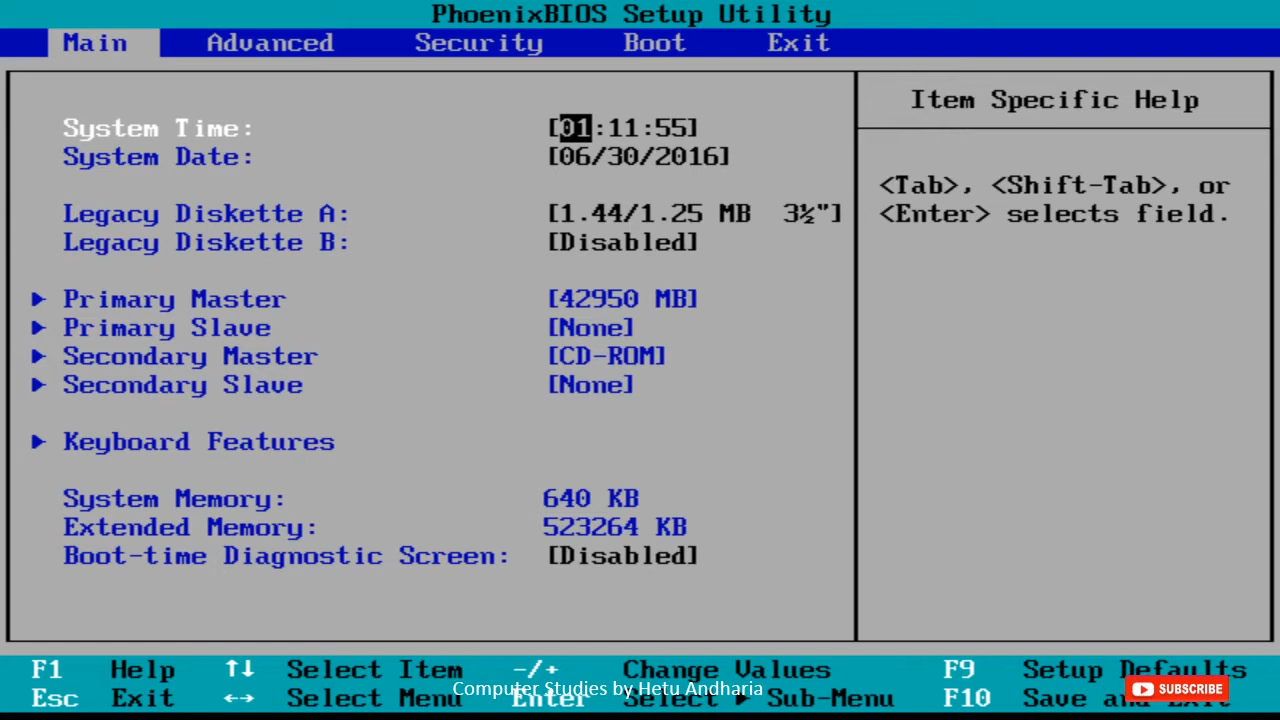 PhoenixBIOS Setup Utility
Main Advanced Security Boot Exit
Item Specific Help
System Time: [01:11:55]
System Date: [06/30/2016]
<Tab>, <Shift-Tab>, or
<Enter> selects field.
Legacy Diskette A: [1.44/1.25 MB 3½"]
Legacy Diskette B: [Disabled]
Primary Master [42950 MB]
Primary Slave [None]
Secondary Master [CD-ROM]
Secondary Slave [None]
Keyboard Features
System Memory: 640 KB
Extended Memory: 523264 KB
Boot-time Diagnostic Screen: [Disabled]
F1 Help ↑↓ Select Item -/+ Change Values F9 Setup Defaults
Esc Exit ↔ Select Menu Enter Select ▶ Sub-Menu F10 Save and Exit
Computer Studies by Hetu Andharia
SUBSCRIBE